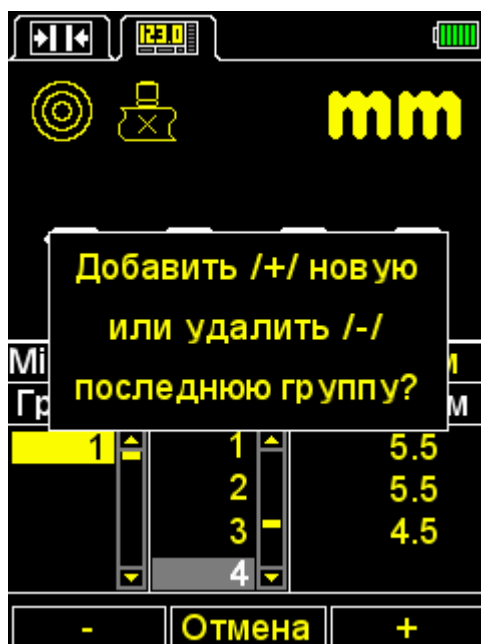 123.0
mm
Добавить /+/ новую
или удалить /-/
последнюю группу?
1 1 5.5
2 5.5
3 4.5
4
- Отмена +